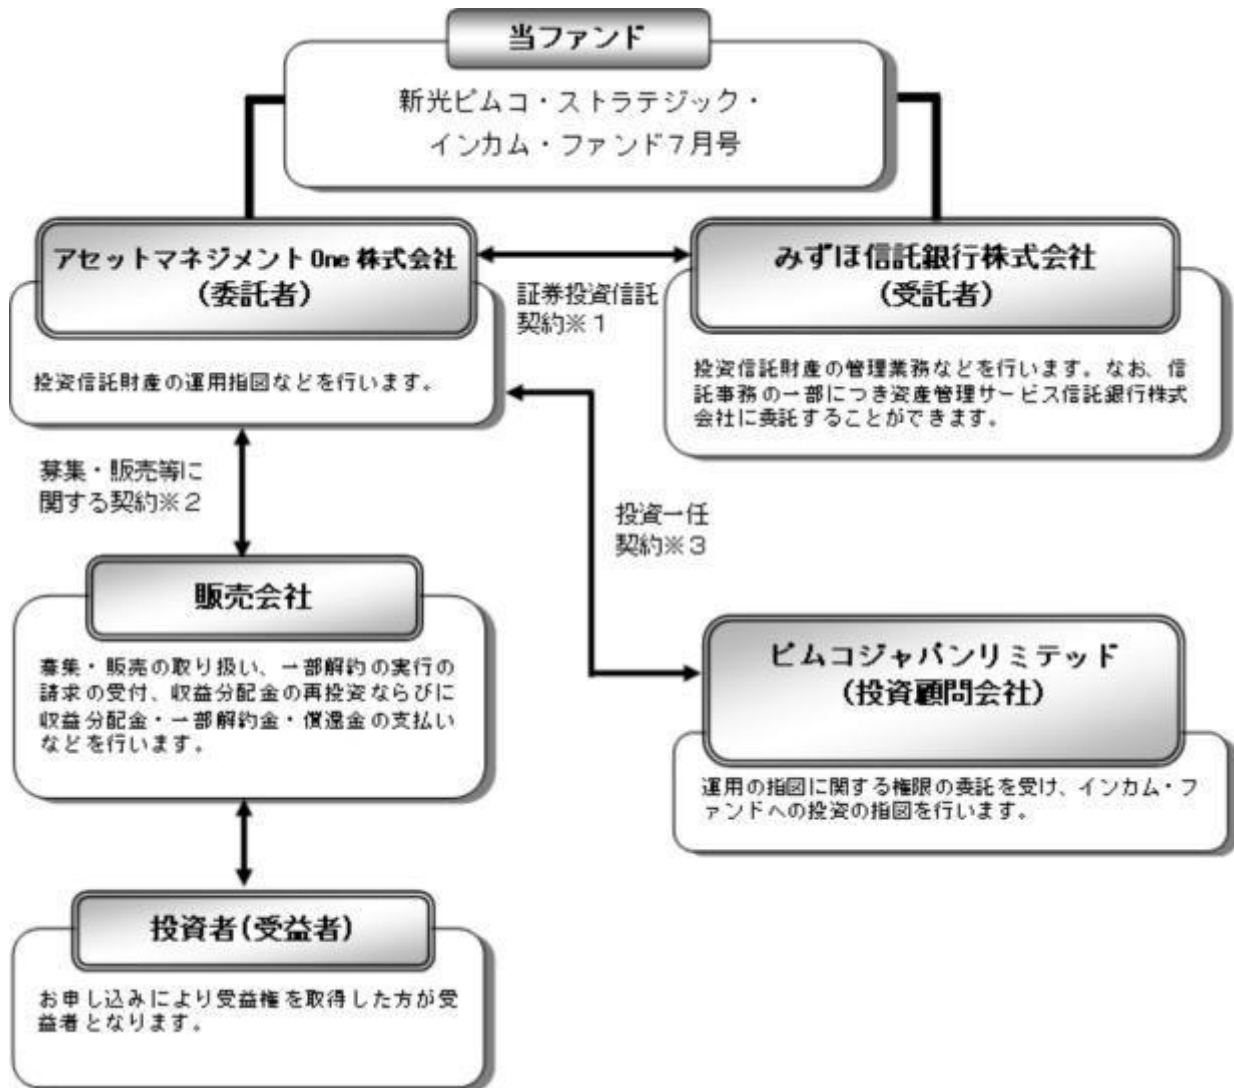 当ファンド
新光ピムコ・ストラテジック・
インカム・ファンド7月号
アセットマネジメントOne株式会社
(委託者)
みずほ信託銀行株式会社
(受託者)
証券投資信託
契約※1
投資信託財産の運用指図などを行います。
投資信託財産の管理業務などを行います。なお、信
託事務の一部につき資産管理サービス信託銀行株式
会社に委託することができます。
募集・販売等に
関する契約※2
投資一任
契約※3
販売会社
募集・販売の取り扱い、一部解約の実行の
請求の受付、収益分配金の再投資ならびに
収益分配金・一部解約金・償還金の支払い
などを行います。
ピムコジャパンリミテッド
(投資顧問会社)
運用の指図に関する権限の委託を受け、インカム・フ
ァンドへの投資の指図を行います。
投資者(受益者)
お申し込みにより受益権を取得した方が受
益者となります。